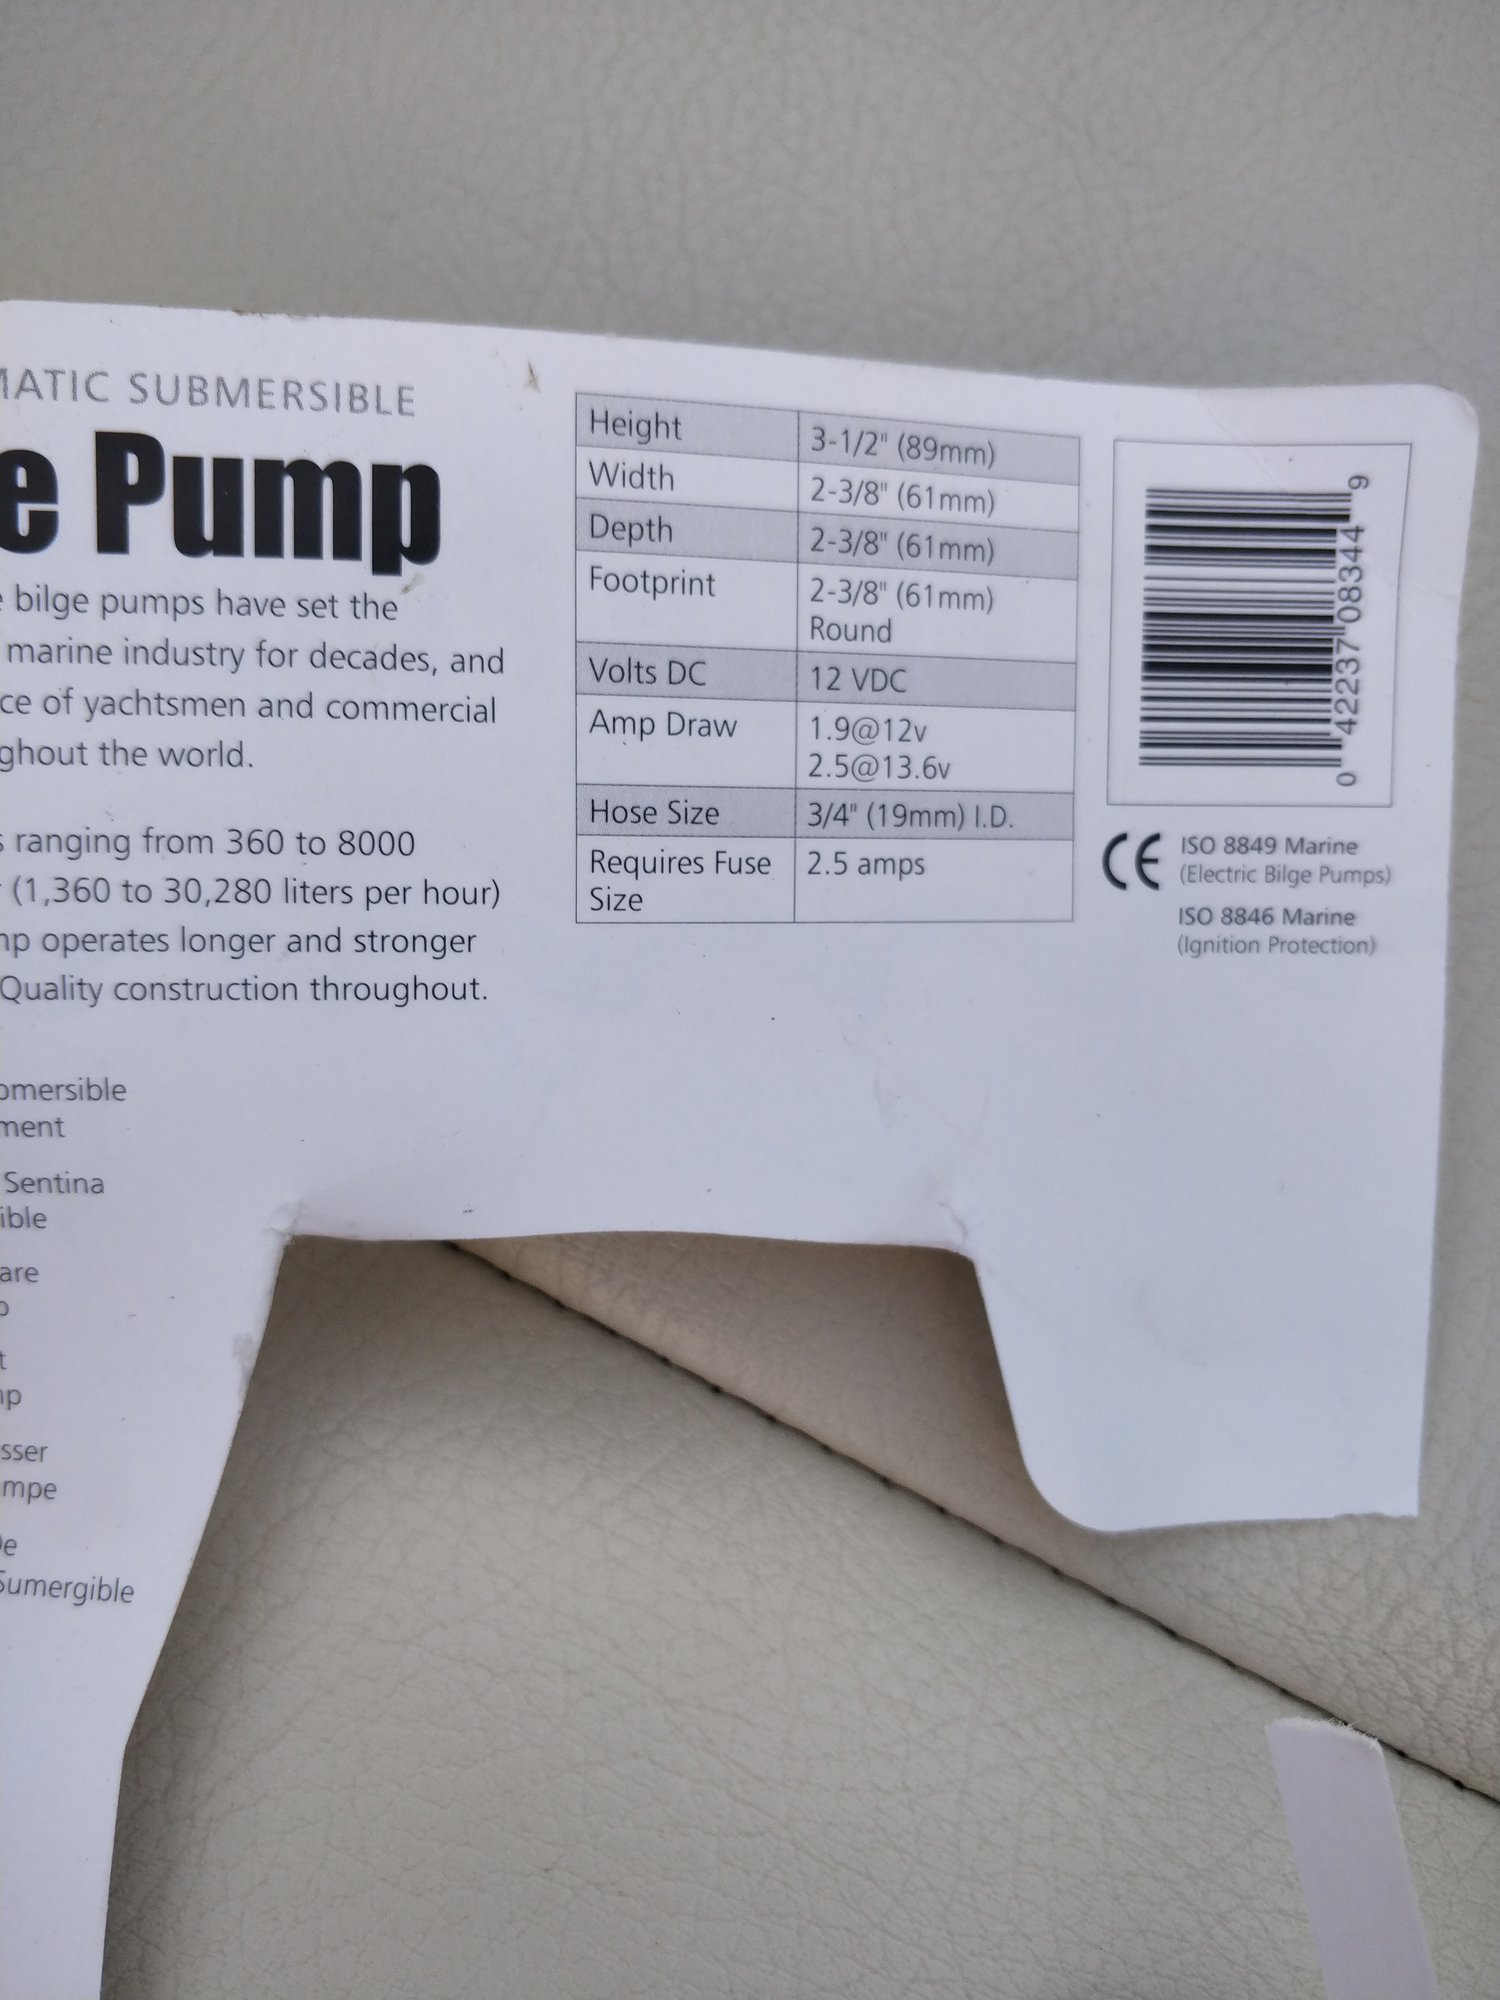 MATIC SUBMERSIBLE
e Pump
bilge pumps have set the
marine industry for decades, and
ce of yachtsmen and commercial
ghout the world.
s ranging from 360 to 8000
(1,360 to 30,280 liters per hour)
mp operates longer and stronger
Quality construction throughout.
omersible
ment
Sentina
ible
are
p
t
mp
sser
mpe
De
Sumergible
Height 3-1/2" (89mm)
Width 2-3/8" (61mm)
Depth 2-3/8" (61mm)
Footprint 2-3/8" (61mm)
Round
Volts DC 12 VDC
Amp Draw 1.9@12v
2.5@13.6v
Hose Size 3/4" (19mm) I.D.
Requires Fuse 2.5 amps
Size
0 42237 08344 9
CE ISO 8849 Marine
(Electric Bilge Pumps)
ISO 8846 Marine
(Ignition Protection)